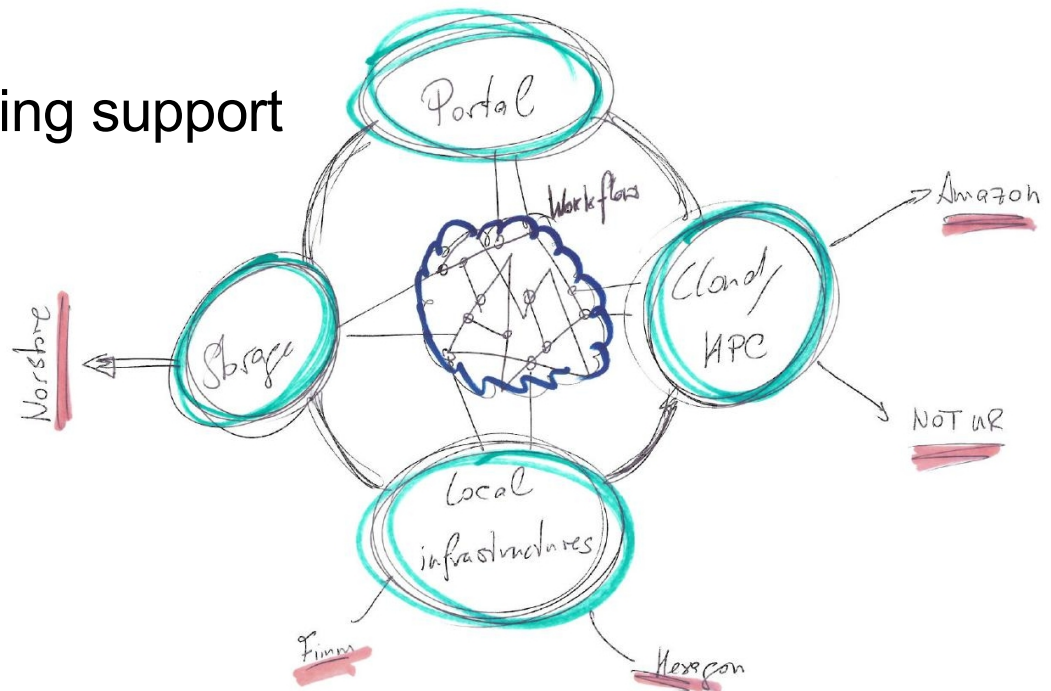 ing support
Portal
Workflow
Amazon
Cloud/
HPC
Storage
Norstore
NOTUR
Local
infrastructures
Fimm
Hexagon